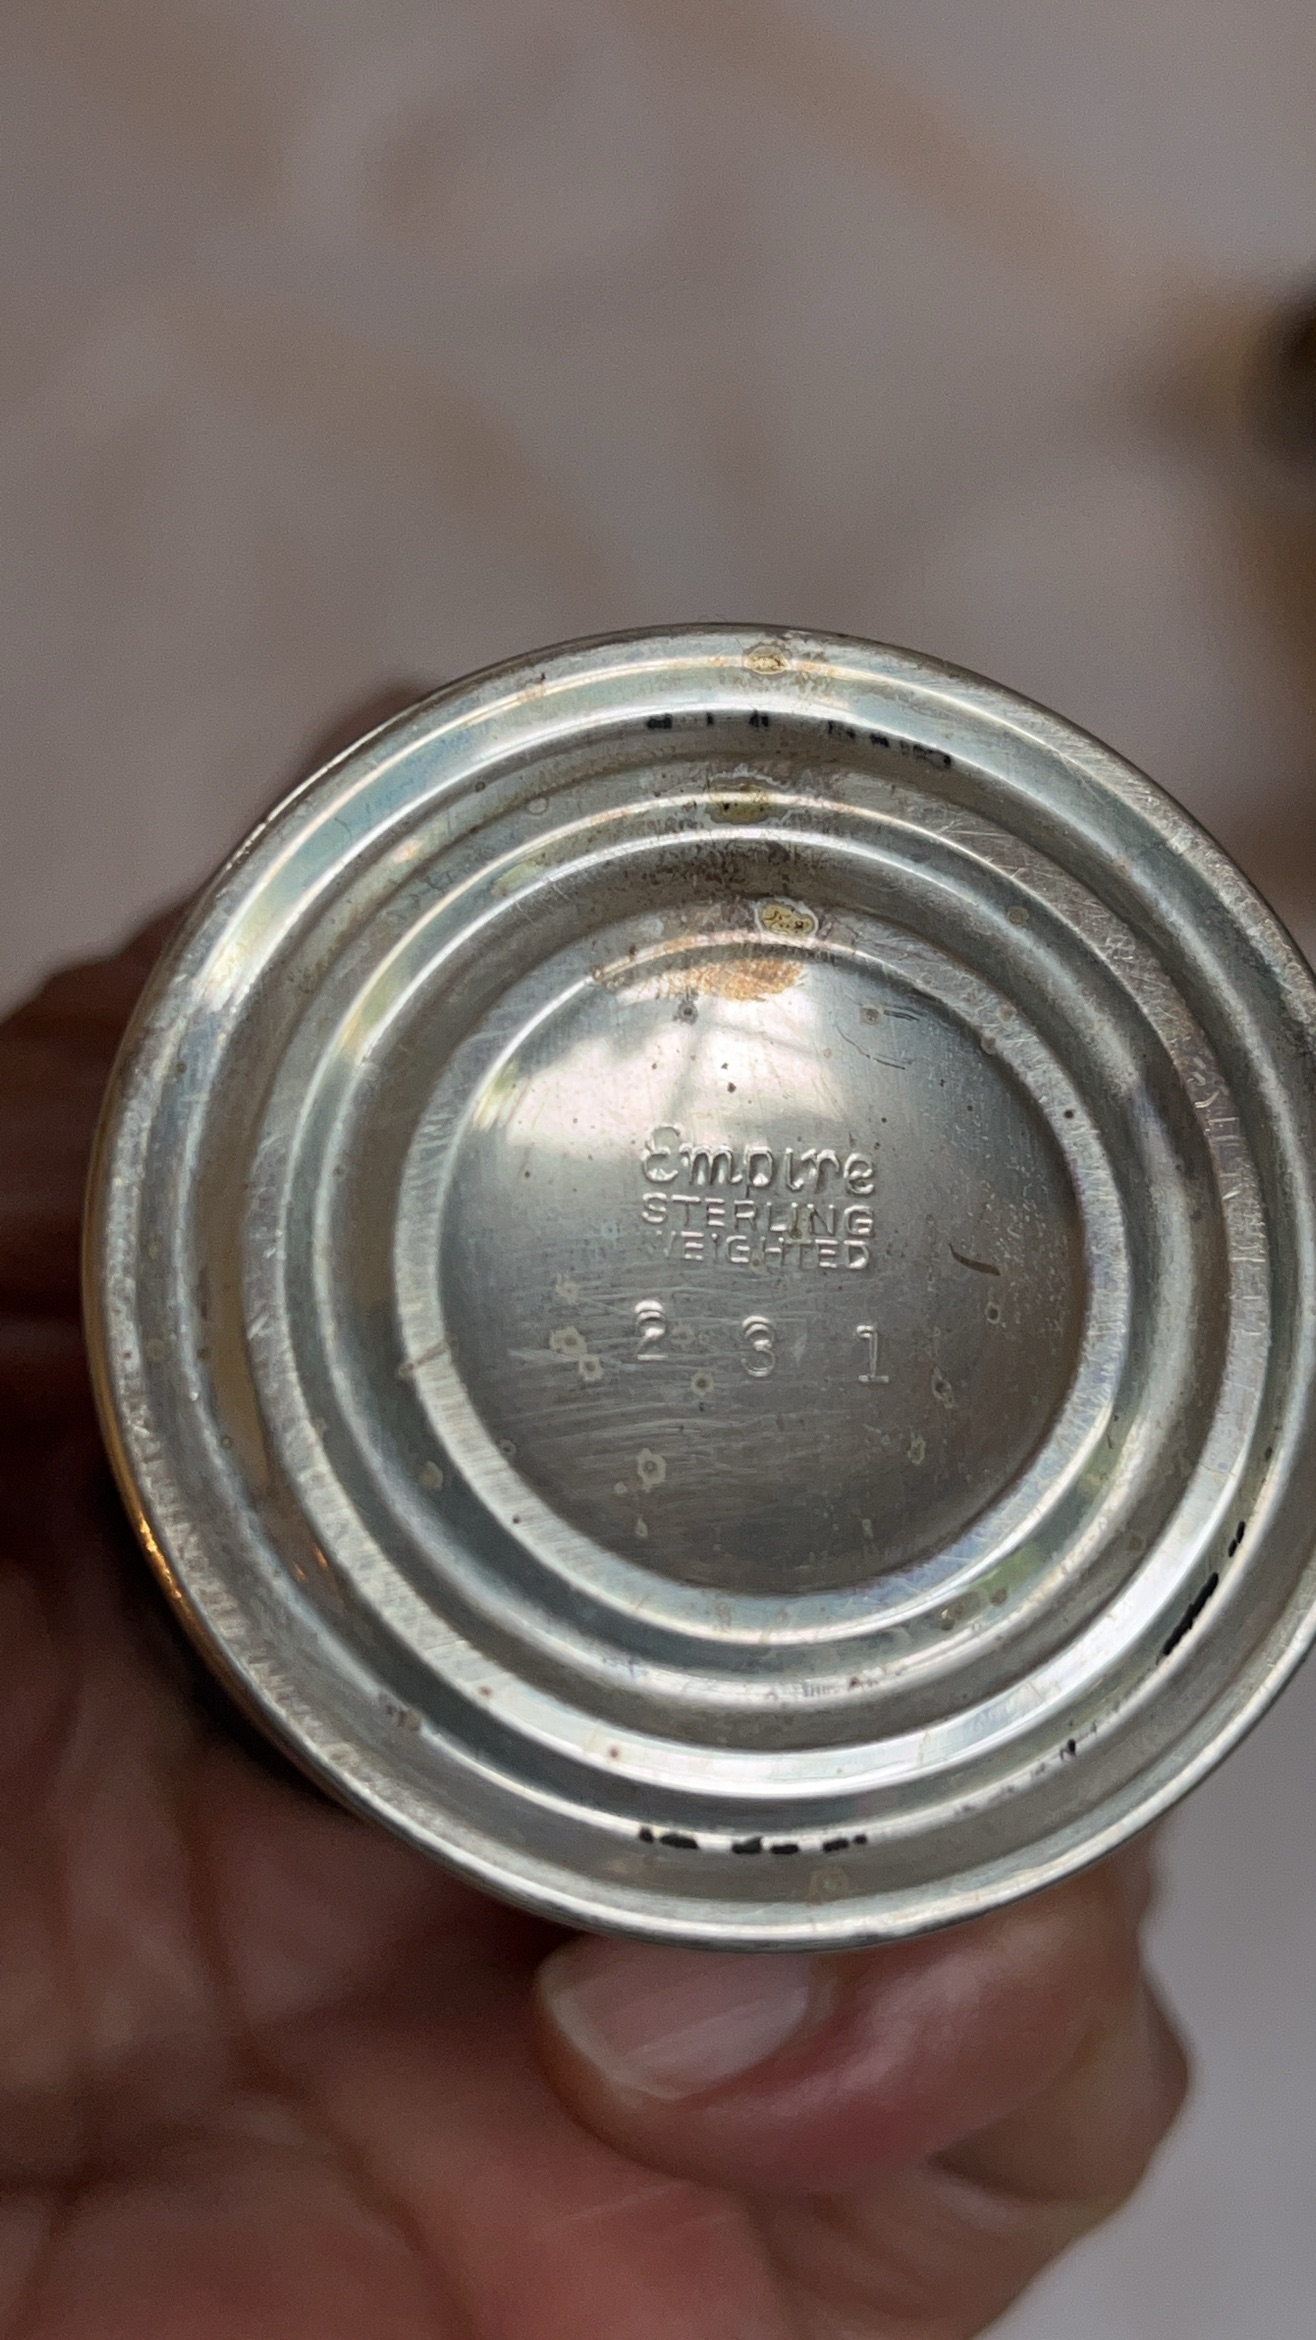 Empire
STERLING
WEIGHTED
2 3 1